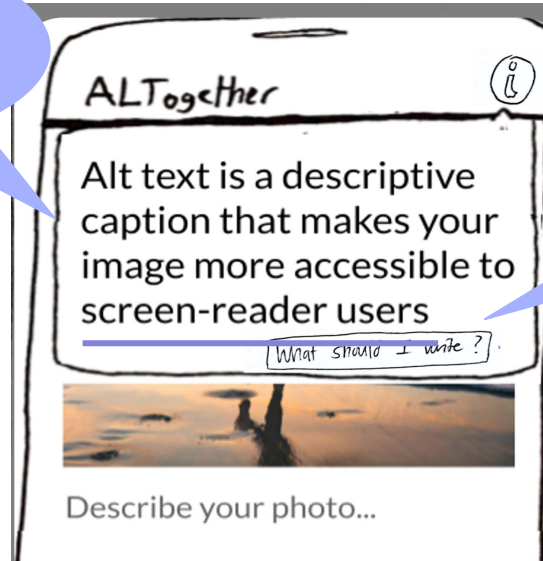 ALTogether
i
Alt text is a descriptive
caption that makes your
image more accessible to
screen-reader users
What should I write?
Describe your photo...